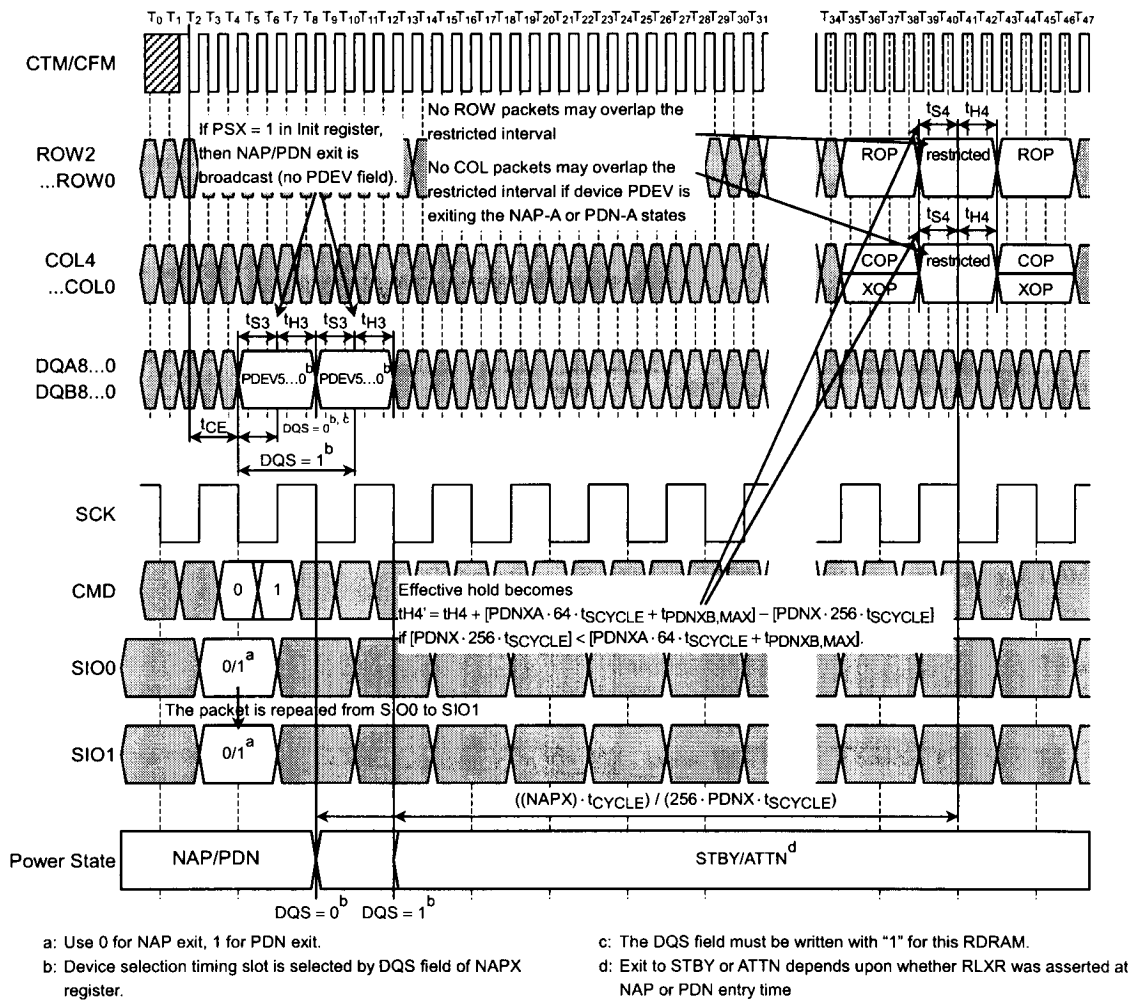 T0 T1 T2 T3 T4 T5 T6 T7 T8 T9 T10 T11 T12 T13 T14 T15 T16 T17 T18 T19 T20 T21 T22 T23 T24 T25 T26 T27 T28 T29 T30 T31 T34 T35 T36 T37 T38 T39 T40 T41 T42 T43 T44 T45 T46 T47
CTM/CFM
No ROW packets may overlap the
restricted interval
tS4 tH4
If PSX = 1 in Init register,
then NAP/PDN exit is
broadcast (no PDEV field).
ROW2
...ROW0
ROP restricted ROP
No COL packets may overlap the
restricted interval if device PDEV is
exiting the NAP-A or PDN-A states
tS4 tH4
COL4
...COL0
COP restricted COP
XOP XOP
tS3 tH3 tS3 tH3
DQA8...0
DQB8...0
PDEV5...0b PDEV5...0b
tCE
DQS = 0b, c
DQS = 1b
SCK
CMD
0 1
Effective hold becomes
tH4' = tH4 + [PDNXA · 64 · tSCYCLE + tPDNXB,MAX] – [PDNX · 256 · tSCYCLE}
if [PDNX · 256 · tSCYCLE] < [PDNXA · 64 · tSCYCLE + tPDNXB,MAX].
SIO0
0/1a
The packet is repeated from SIO0 to SIO1
SIO1
0/1a
((NAPX) · tCYCLE) / (256 · PDNX · tSCYCLE)
Power State
NAP/PDN
STBY/ATTNd
DQS = 0b DQS = 1b
a: Use 0 for NAP exit, 1 for PDN exit.
b: Device selection timing slot is selected by DQS field of NAPX
register.
c: The DQS field must be written with "1" for this RDRAM.
d: Exit to STBY or ATTN depends upon whether RLXR was asserted at
NAP or PDN entry time